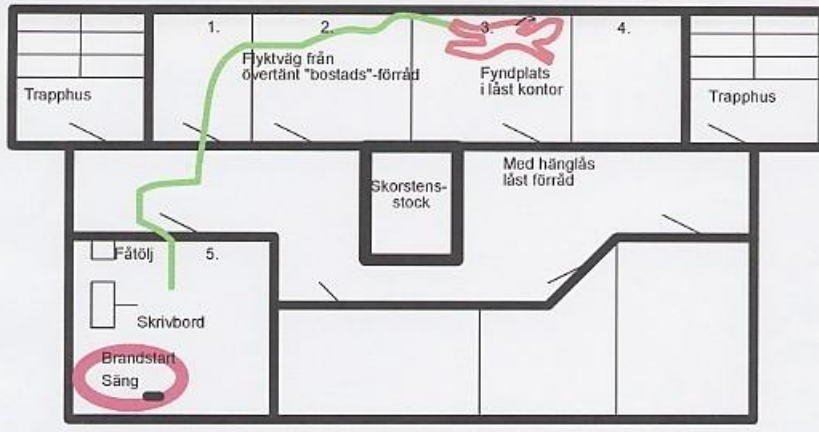 1.
2.
3.
4.
Flyktväg från
övertänt "bostads"-förråd
Fyndplats
i låst kontor
Trapphus
Trapphus
Med hänglås
låst förråd
Skorstens-
stock
Fåtölj
5.
Skrivbord
Brandstart
Säng